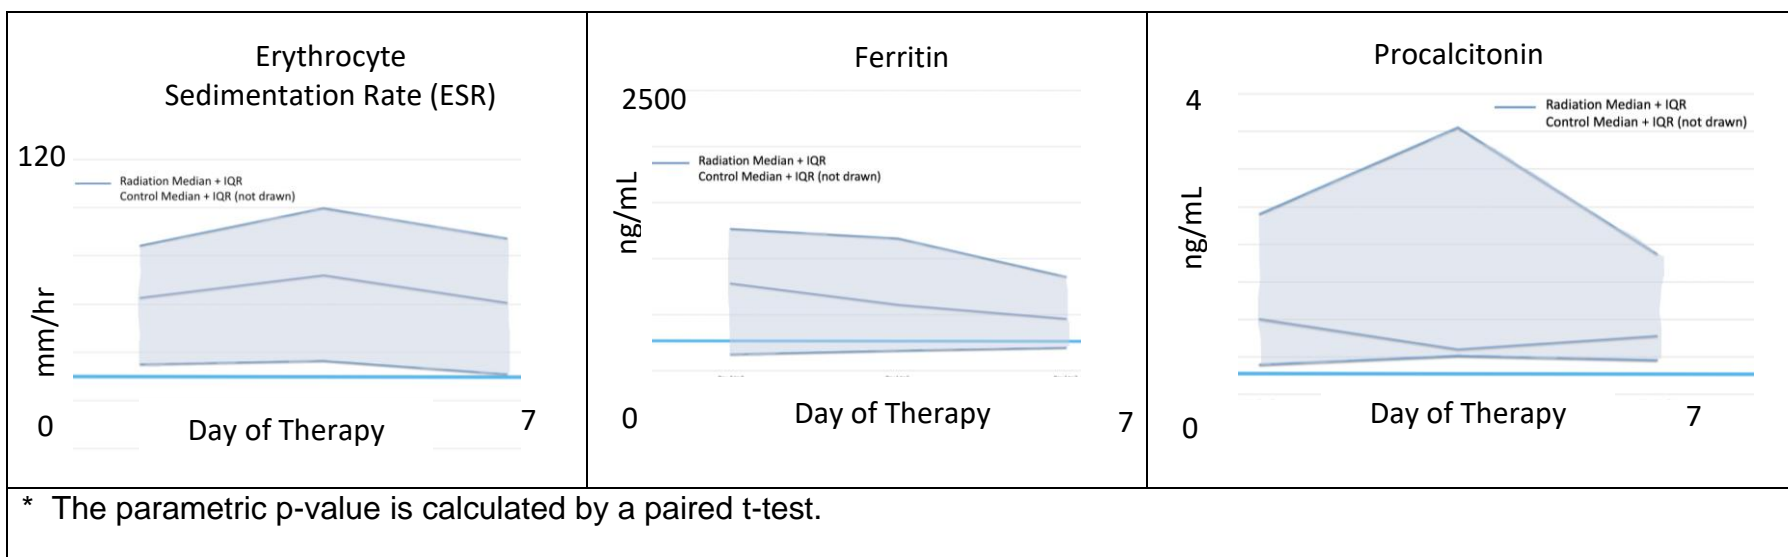 Erythrocyte
Sedimentation Rate (ESR)
120
Radiation Median + IQR
Control Median + IQR (not drawn)
mm/hr
0
Day of Therapy
7
Ferritin
2500
Radiation Median + IQR
Control Median + IQR (not drawn)
ng/mL
0
Day of Therapy
7
Procalcitonin
4
Radiation Median + IQR
Control Median + IQR (not drawn)
ng/mL
0
Day of Therapy
7
* The parametric p-value is calculated by a paired t-test.